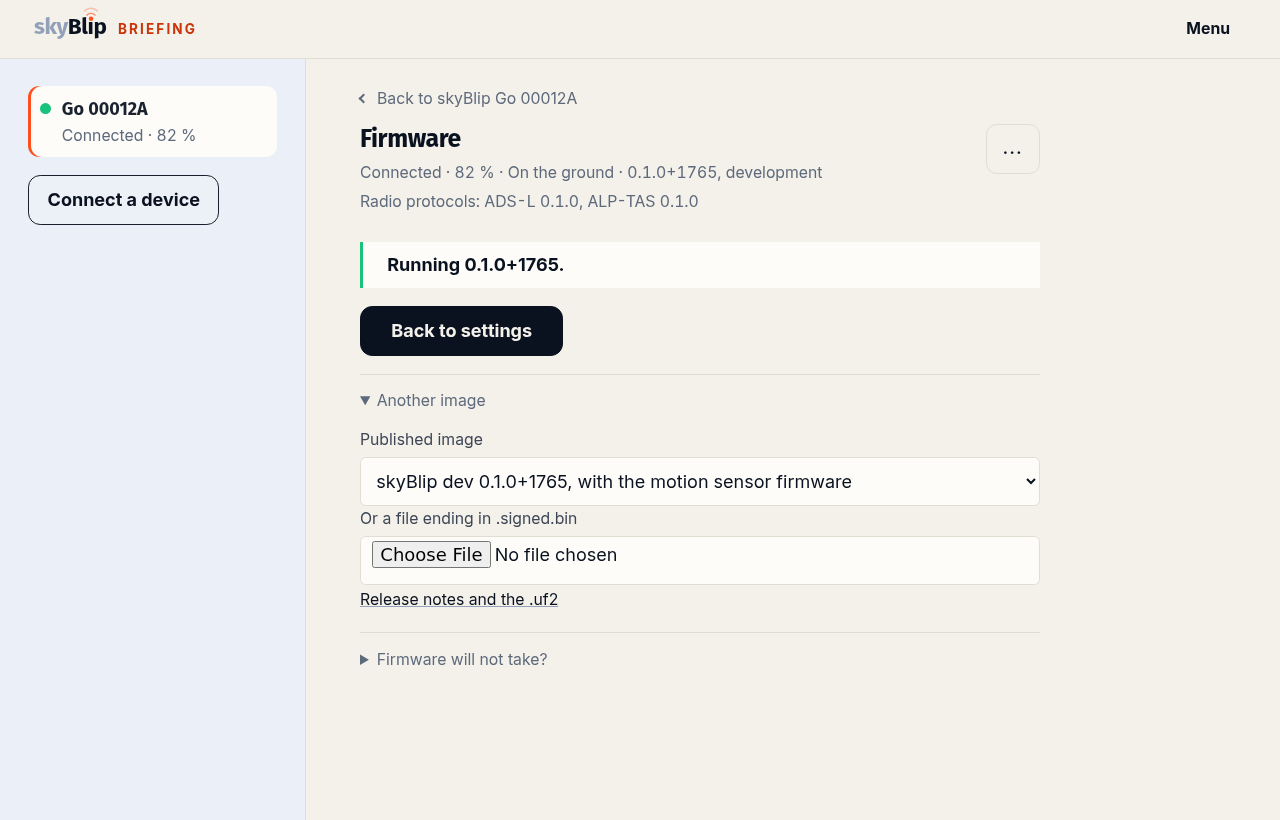 skyBlip BRIEFING
Menu
Go 00012A
Connected · 82 %
Connect a device
Back to skyBlip Go 00012A
Firmware
...
Connected · 82 % · On the ground · 0.1.0+1765, development
Radio protocols: ADS-L 0.1.0, ALP-TAS 0.1.0
Running 0.1.0+1765.
Back to settings
Another image
Published image
skyBlip dev 0.1.0+1765, with the motion sensor firmware
Or a file ending in .signed.bin
Choose File No file chosen
Release notes and the .uf2
Firmware will not take?